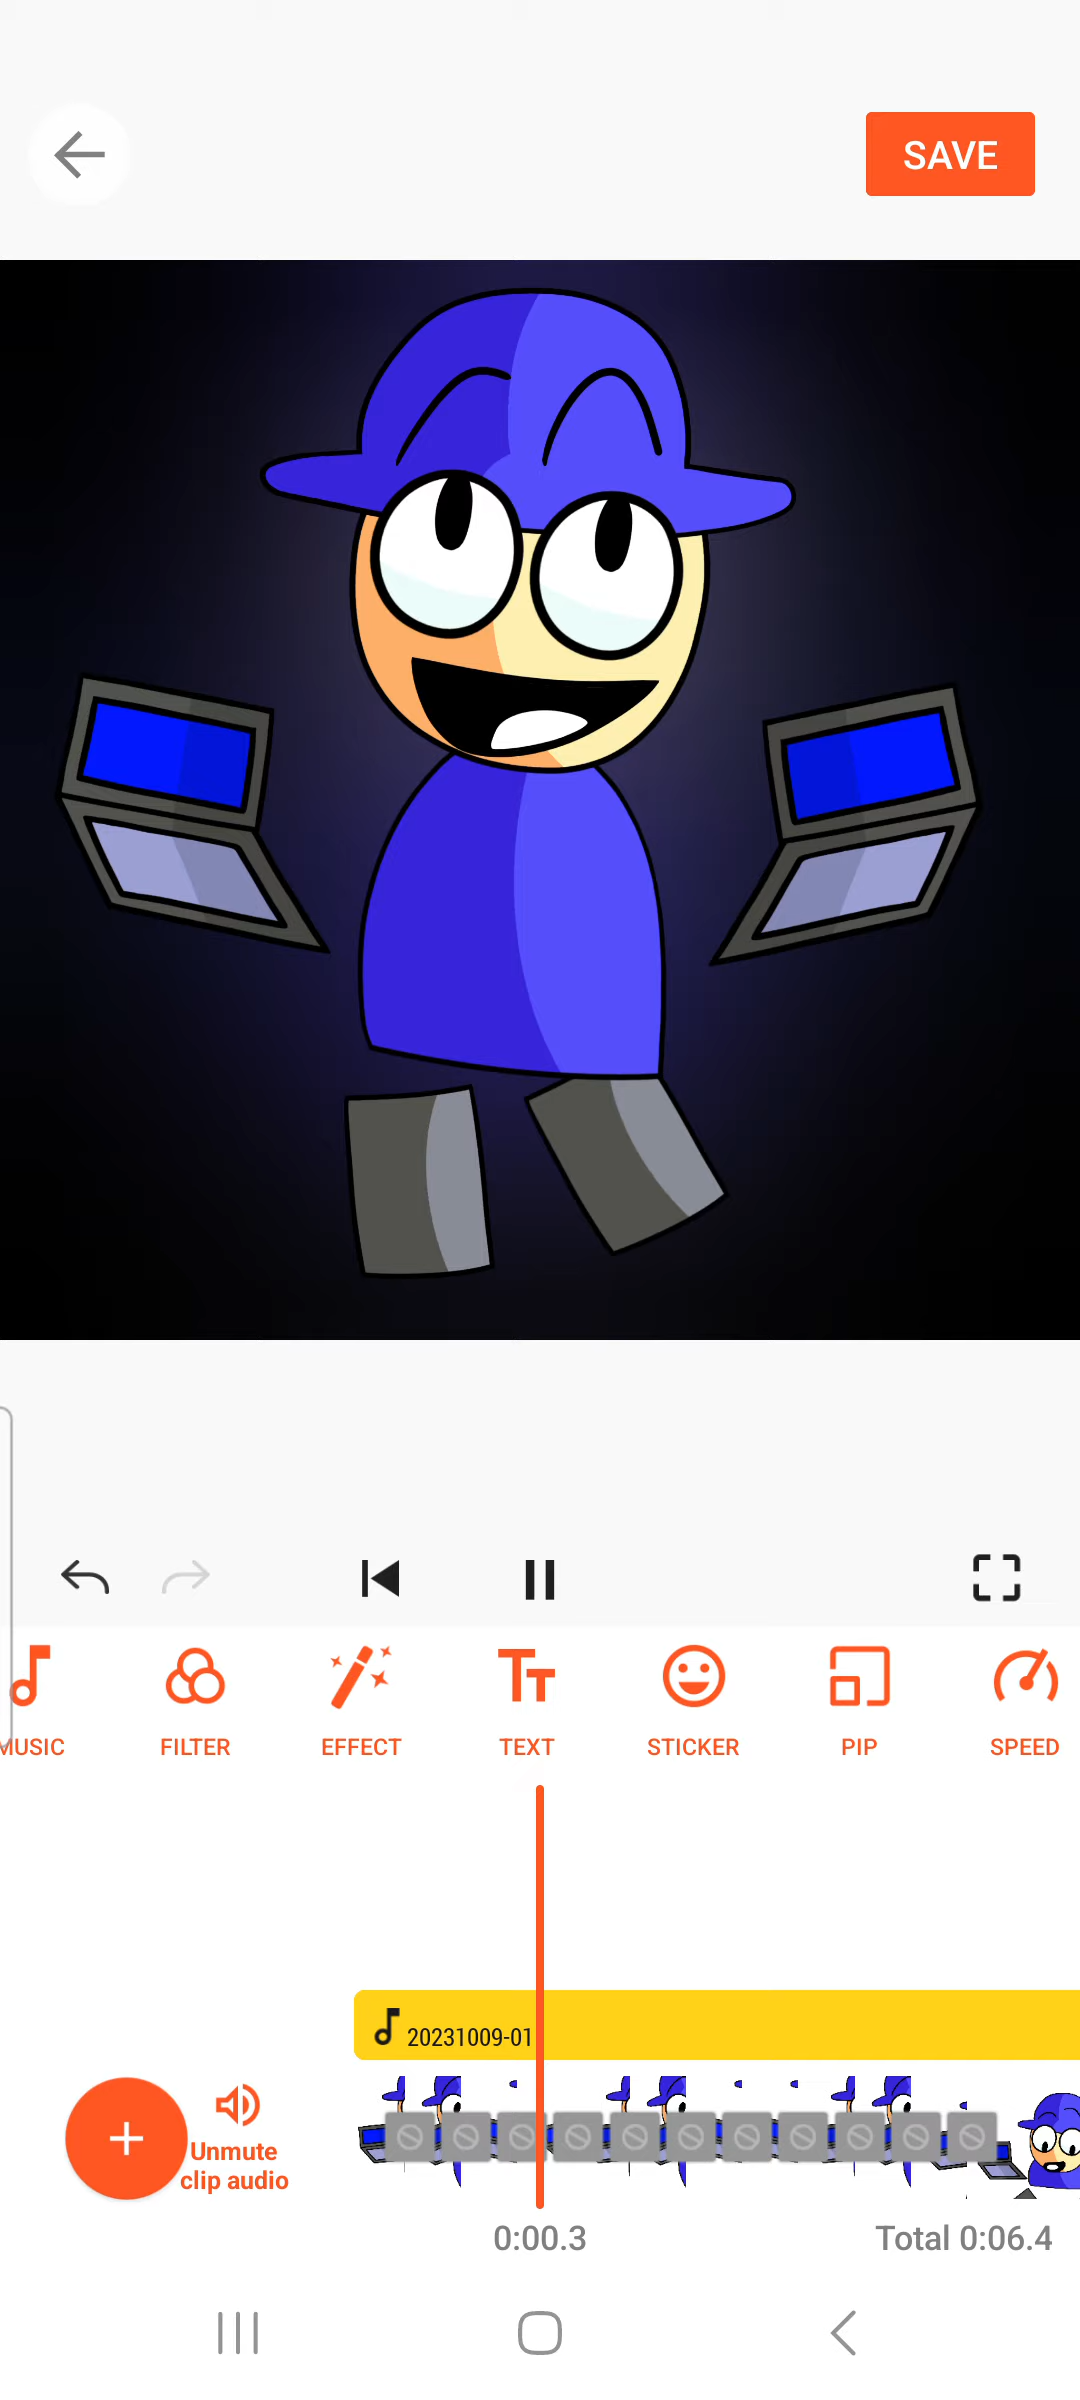 SAVE
MUSIC
FILTER
EFFECT
TEXT
STICKER
PIP
SPEED
20231009-01
Unmute
clip audio
0:00.3
Total 0:06.4